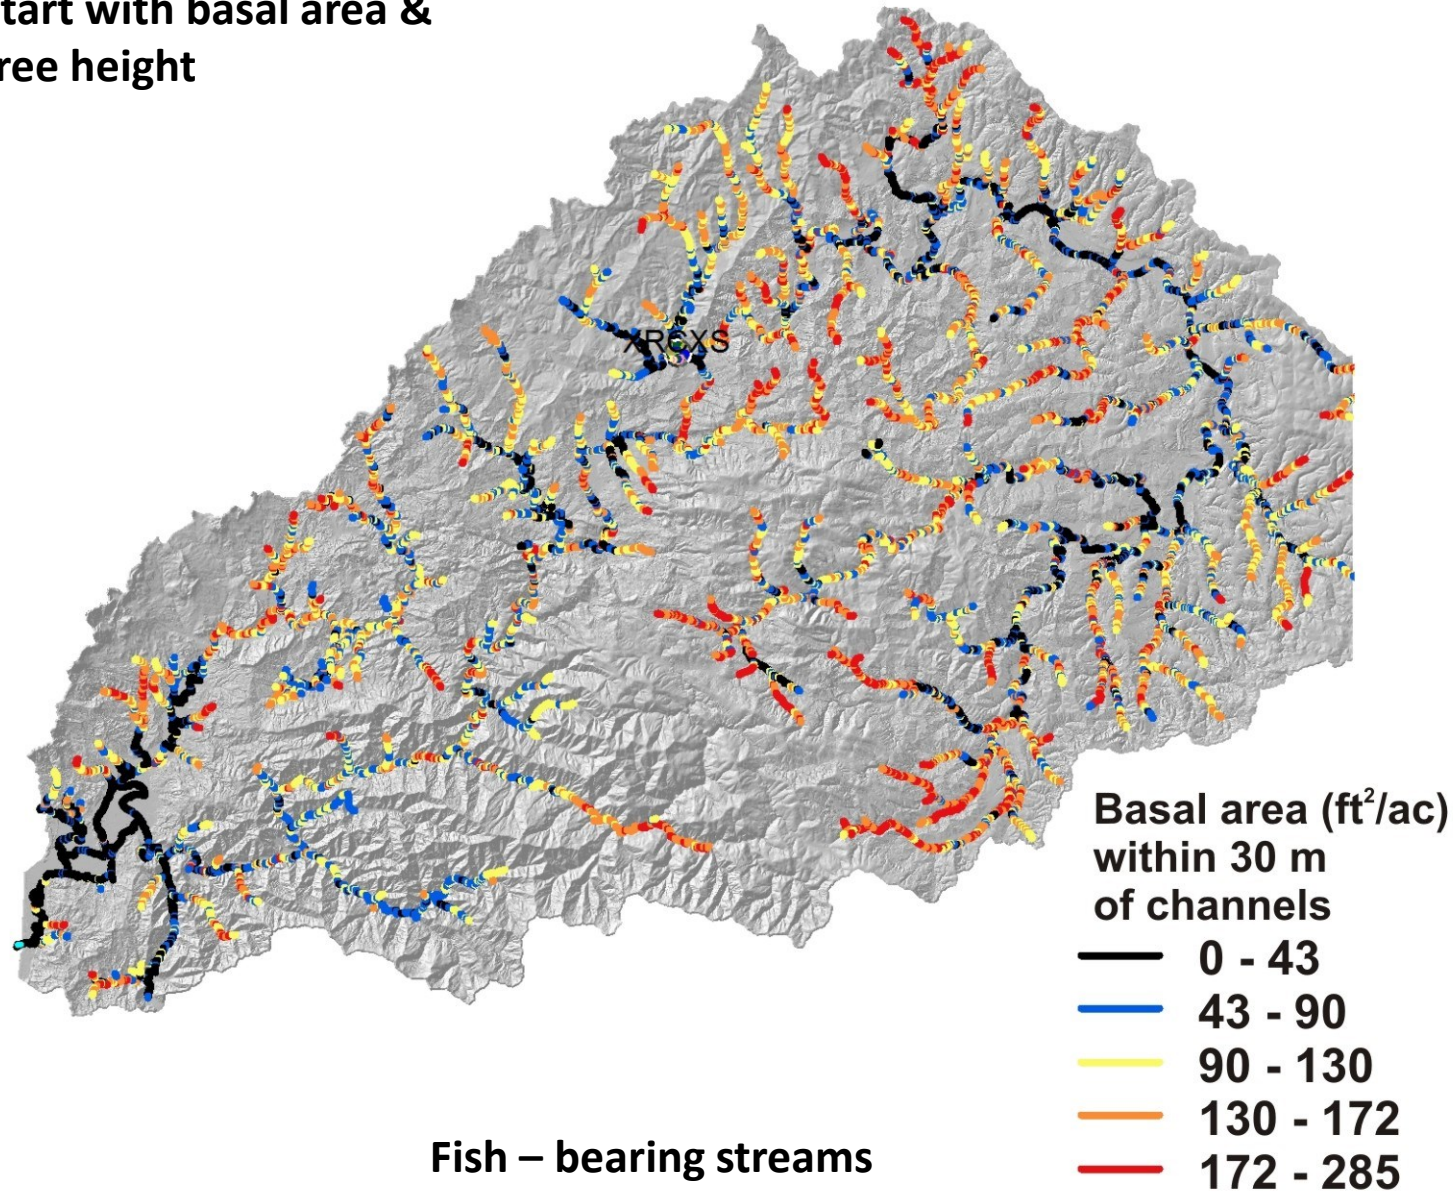 tart with basal area &
ree height
XRCXS
Basal area (ft²/ac)
within 30 m
of channels
0 - 43
43 - 90
90 - 130
130 - 172
172 - 285
Fish – bearing streams